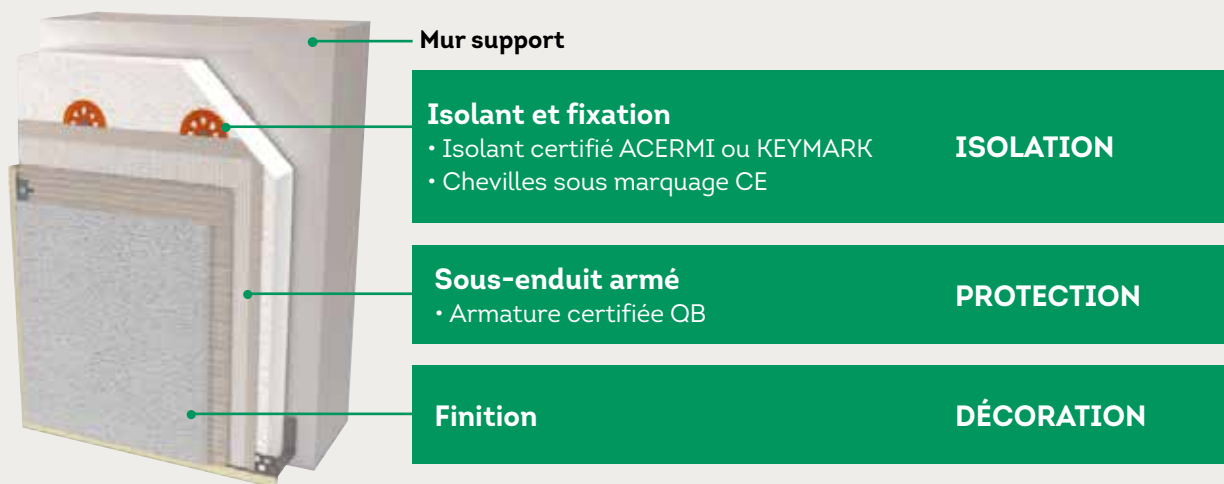 Mur support
Isolant et fixation
• Isolant certifié ACERMI ou KEYMARK
• Chevilles sous marquage CE
ISOLATION
Sous-enduit armé
• Armature certifiée QB
PROTECTION
Finition
DÉCORATION